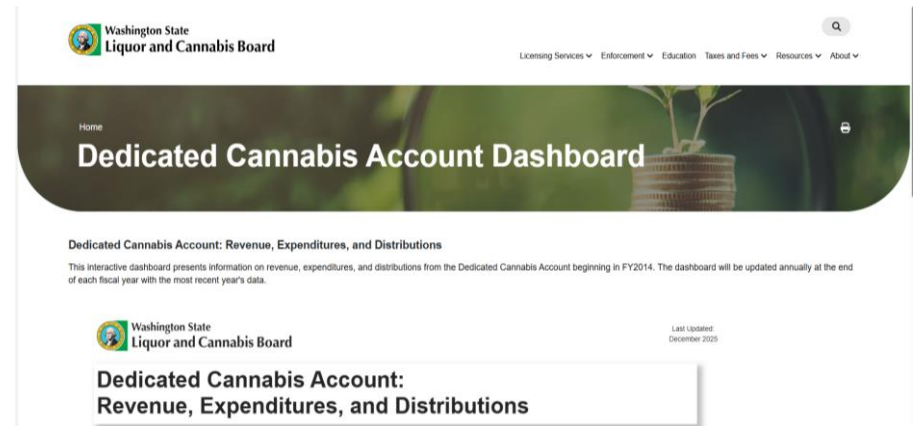 Washington State
Liquor and Cannabis Board
Licensing Services Enforcement Education Taxes and Fees Resources About
Home
Dedicated Cannabis Account Dashboard
Dedicated Cannabis Account: Revenue, Expenditures, and Distributions
This interactive dashboard presents information on revenue, expenditures, and distributions from the Dedicated Cannabis Account beginning in FY2014. The dashboard will be updated annually at the end
of each fiscal year with the most recent year's data.
Washington State
Liquor and Cannabis Board
Last Updated:
December 2025
Dedicated Cannabis Account:
Revenue, Expenditures, and Distributions